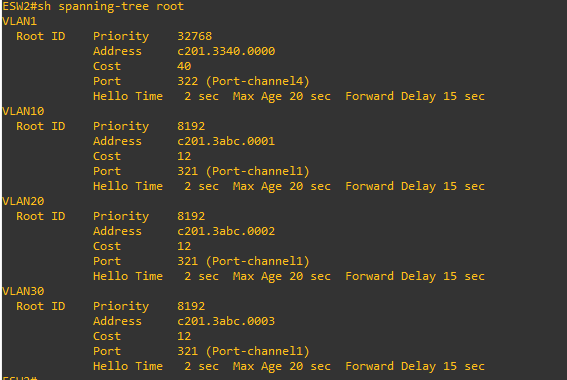 ESW2#sh spanning-tree root
VLAN1
  Root ID    Priority    32768
             Address     c201.3340.0000
             Cost        40
             Port        322 (Port-channel4)
             Hello Time   2 sec  Max Age 20 sec  Forward Delay 15 sec
VLAN10
  Root ID    Priority    8192
             Address     c201.3abc.0001
             Cost        12
             Port        321 (Port-channel1)
             Hello Time   2 sec  Max Age 20 sec  Forward Delay 15 sec
VLAN20
  Root ID    Priority    8192
             Address     c201.3abc.0002
             Cost        12
             Port        321 (Port-channel1)
             Hello Time   2 sec  Max Age 20 sec  Forward Delay 15 sec
VLAN30
  Root ID    Priority    8192
             Address     c201.3abc.0003
             Cost        12
             Port        321 (Port-channel1)
             Hello Time   2 sec  Max Age 20 sec  Forward Delay 15 sec
ESW2#